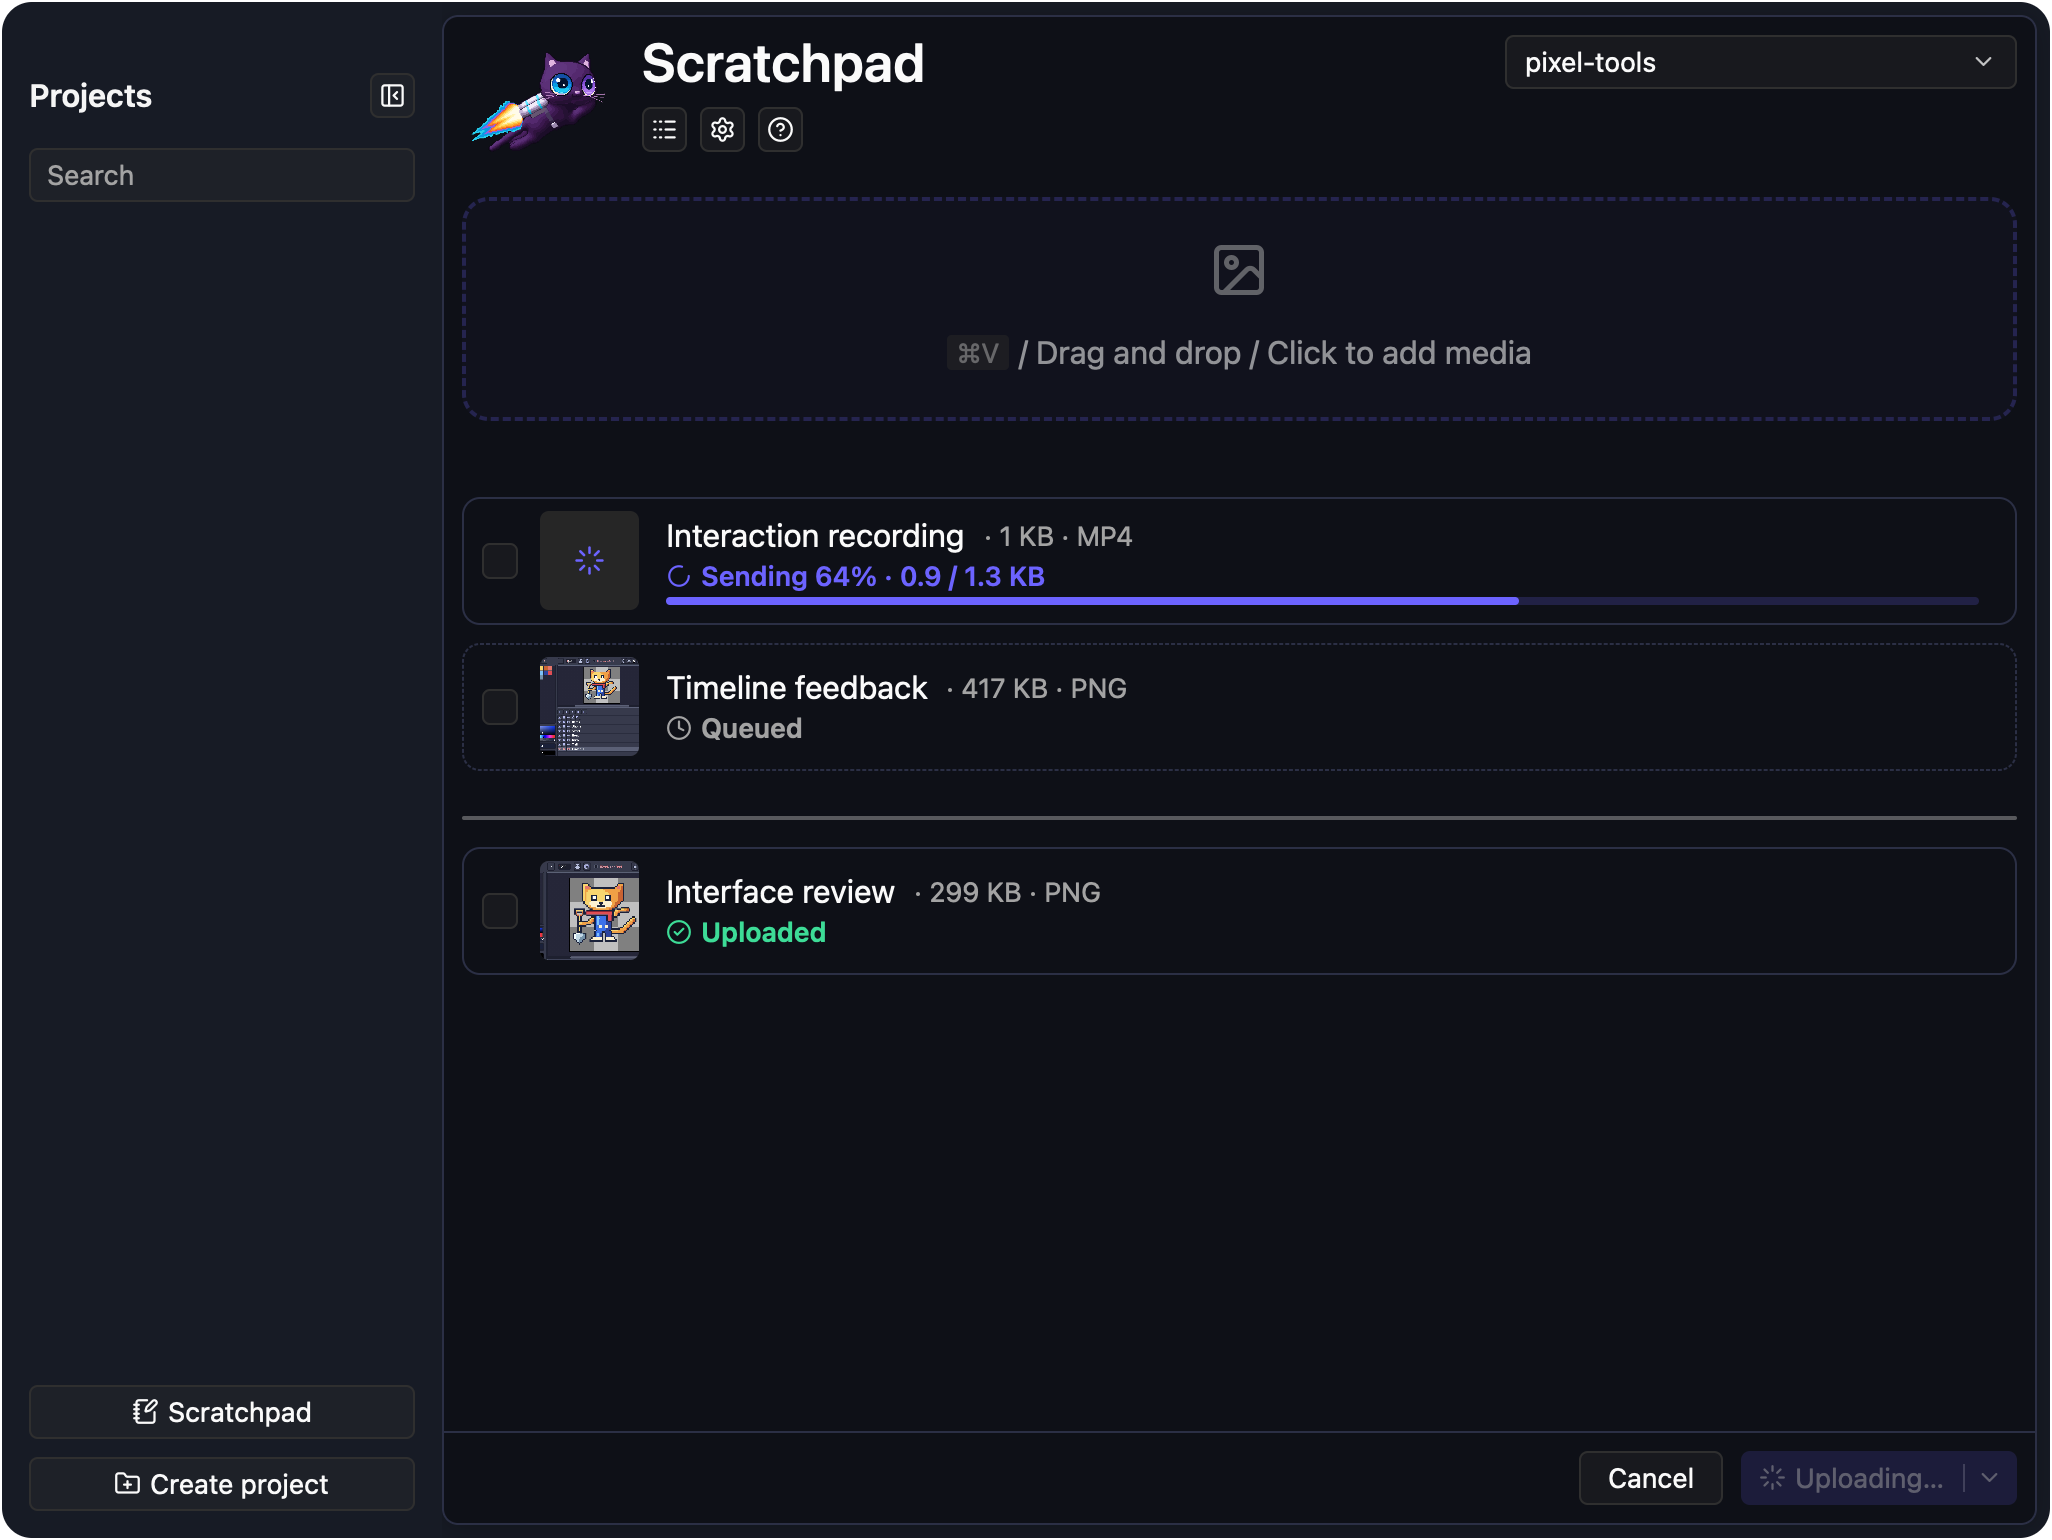 Projects
Search
Scratchpad
Create project
Scratchpad
pixel-tools
⌘V / Drag and drop / Click to add media
Interaction recording · 1 KB · MP4
Sending 64% · 0.9 / 1.3 KB
Timeline feedback · 417 KB · PNG
Queued
Interface review · 299 KB · PNG
Uploaded
Cancel
Uploading...